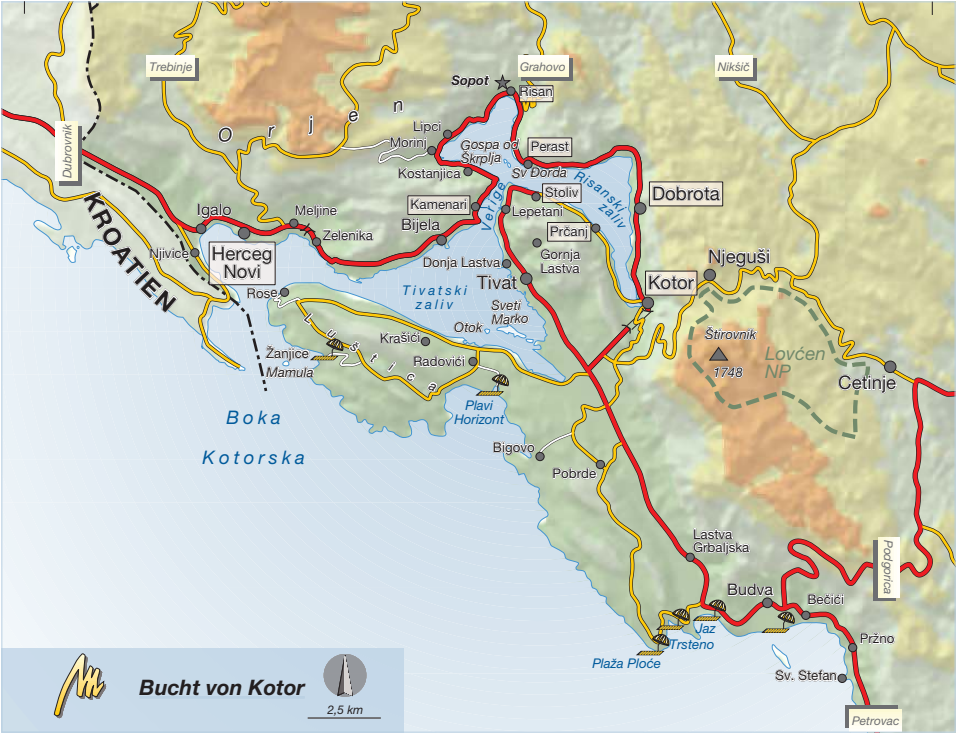 Trebinje
Grahovo
Nikšić
Sopot
Risan
Orjen
Dubrovnik
Lipci
Morinj
Gospa od
Škrpjla
Perast
Sv Đorđa
Kostanjica
Risanski
zaliv
Dobrota
Kamenari
Verige
Stoliv
Lepetani
KROATIEN
Igalo
Meljine
Zelenika
Bijela
Prčanj
Gornja
Lastva
Njivice
Herceg
Novi
Donja Lastva
Tivat
Kotor
Njeguši
Rose
Tivatski
zaliv
Sveti
Marko
Otok
Luštica
Krašići
Žanjice
Mamula
Radovići
Štirovnik
1748
Lovćen
NP
Cetinje
Plavi
Horizont
Boka
Kotorska
Bigovo
Pobrđe
Lastva
Grbaljska
Podgorica
Budva
Bečići
Jaz
Trsteno
Plaža Ploče
Pržno
Sv. Stefan
Petrovac
Bucht von Kotor
2,5 km